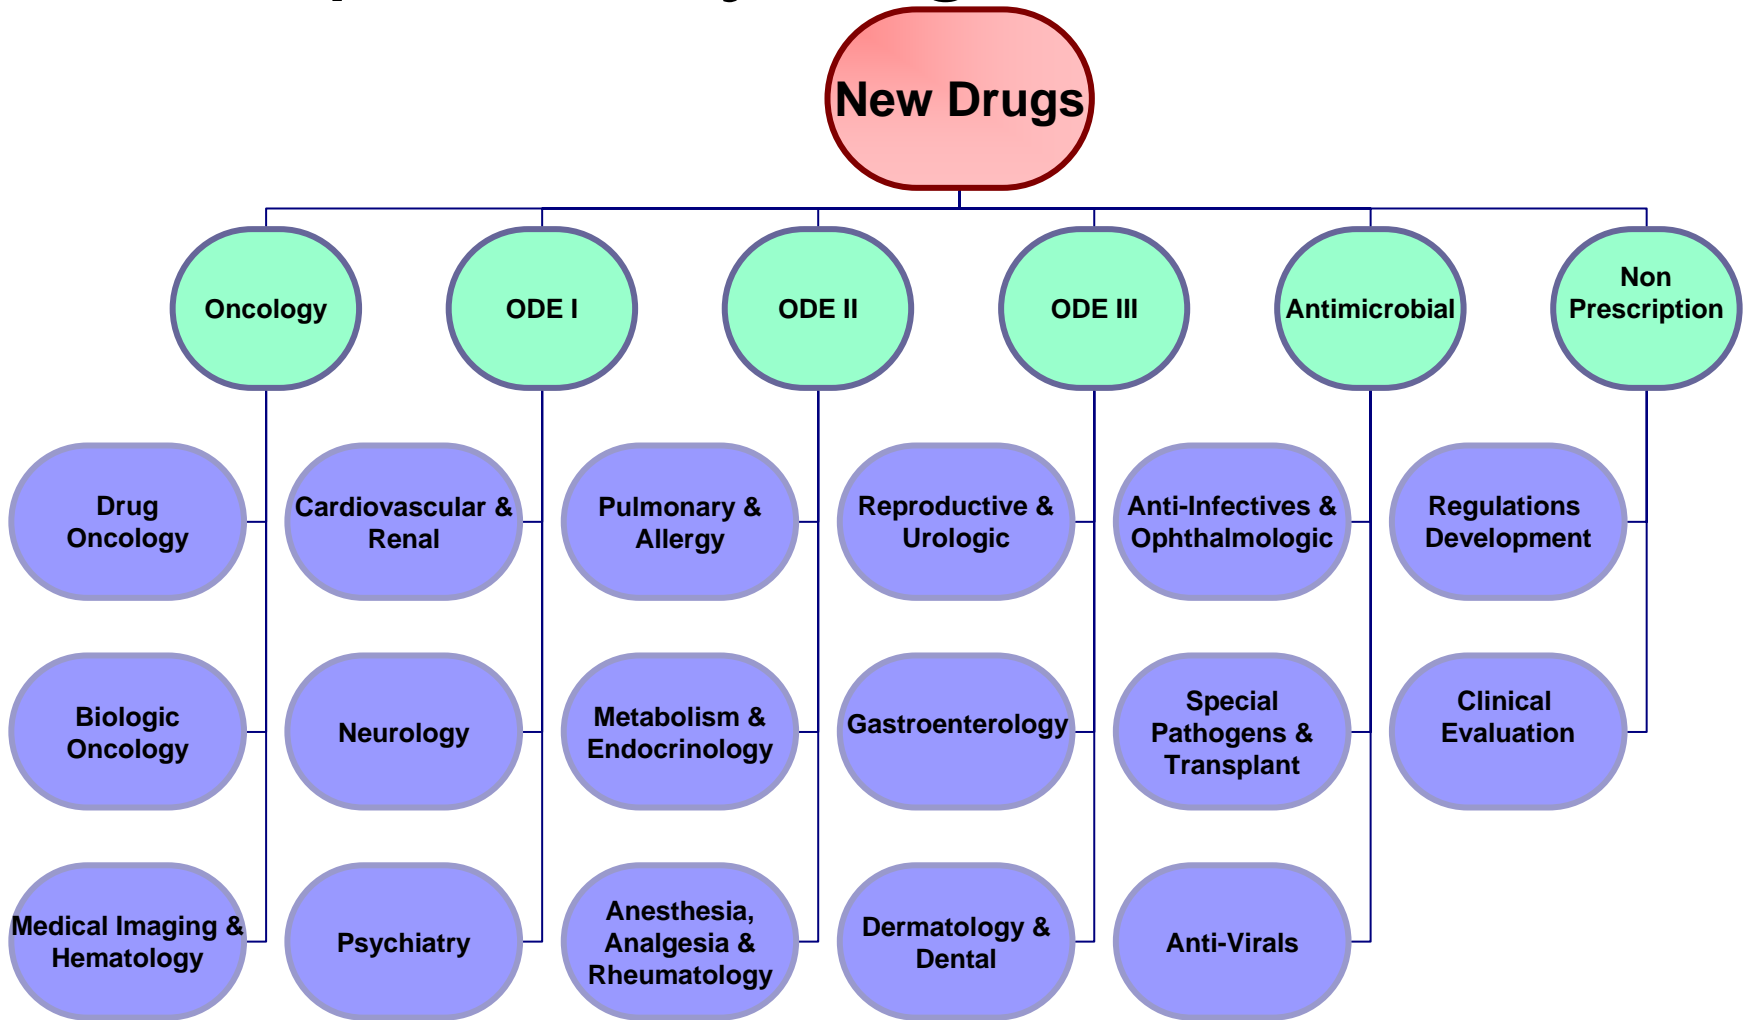 New Drugs
Oncology
ODE I
ODE II
ODE III
Antimicrobial
Non
Prescription
Drug
Oncology
Cardiovascular &
Renal
Pulmonary &
Allergy
Reproductive &
Urologic
Anti-Infectives &
Ophthalmologic
Regulations
Development
Biologic
Oncology
Neurology
Metabolism &
Endocrinology
Gastroenterology
Special
Pathogens &
Transplant
Clinical
Evaluation
Medical Imaging &
Hematology
Psychiatry
Anesthesia,
Analgesia &
Rheumatology
Dermatology &
Dental
Anti-Virals